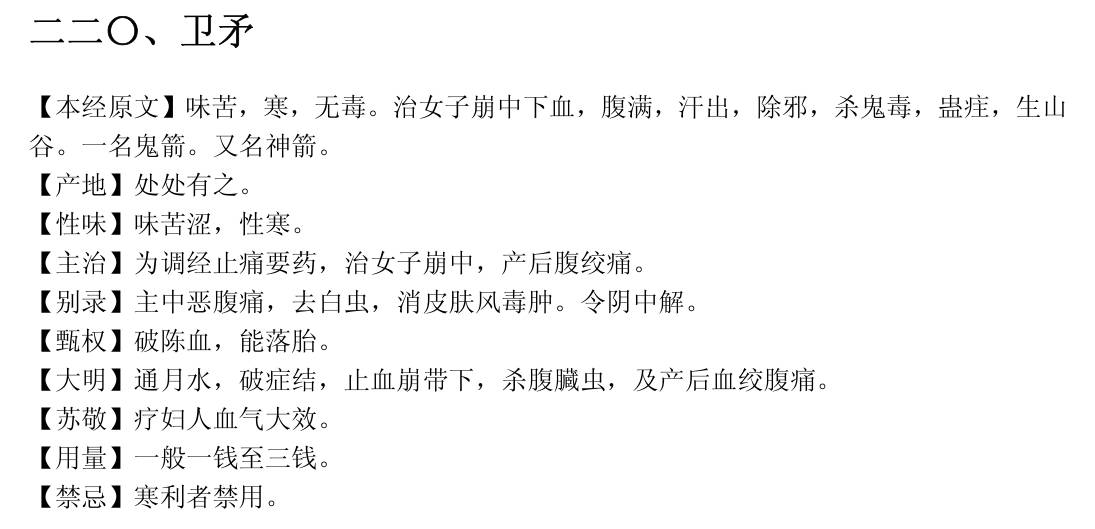 二二〇、卫矛
【本经原文】味苦，寒，无毒。治女子崩中下血，腹满，汗出，除邪，杀鬼毒，蛊疰，生山
谷。一名鬼箭。又名神箭。
【产地】处处有之。
【性味】味苦涩，性寒。
【主治】为调经止痛要药，治女子崩中，产后腹绞痛。
【别录】主中恶腹痛，去白虫，消皮肤风毒肿。令阴中解。
【甄权】破陈血，能落胎。
【大明】通月水，破症结，止血崩带下，杀腹臓虫，及产后血绞腹痛。
【苏敬】疗妇人血气大效。
【用量】一般一钱至三钱。
【禁忌】寒利者禁用。